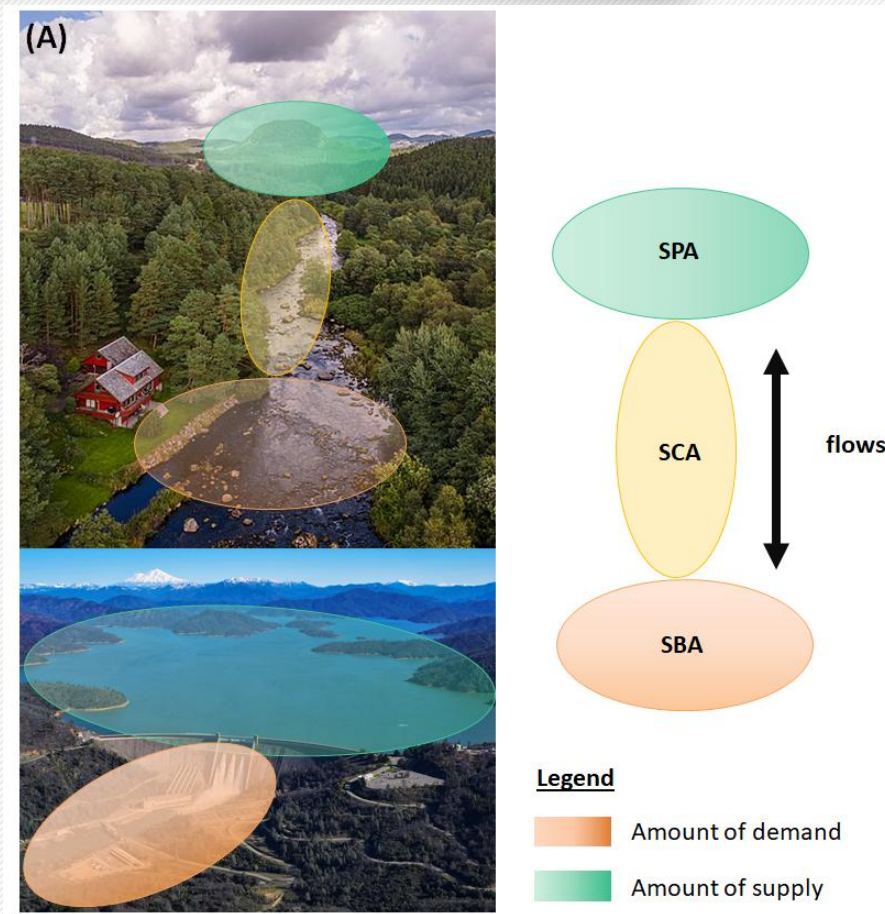 (A)
SPA
SCA
flows
SBA
Legend
Amount of demand
Amount of supply